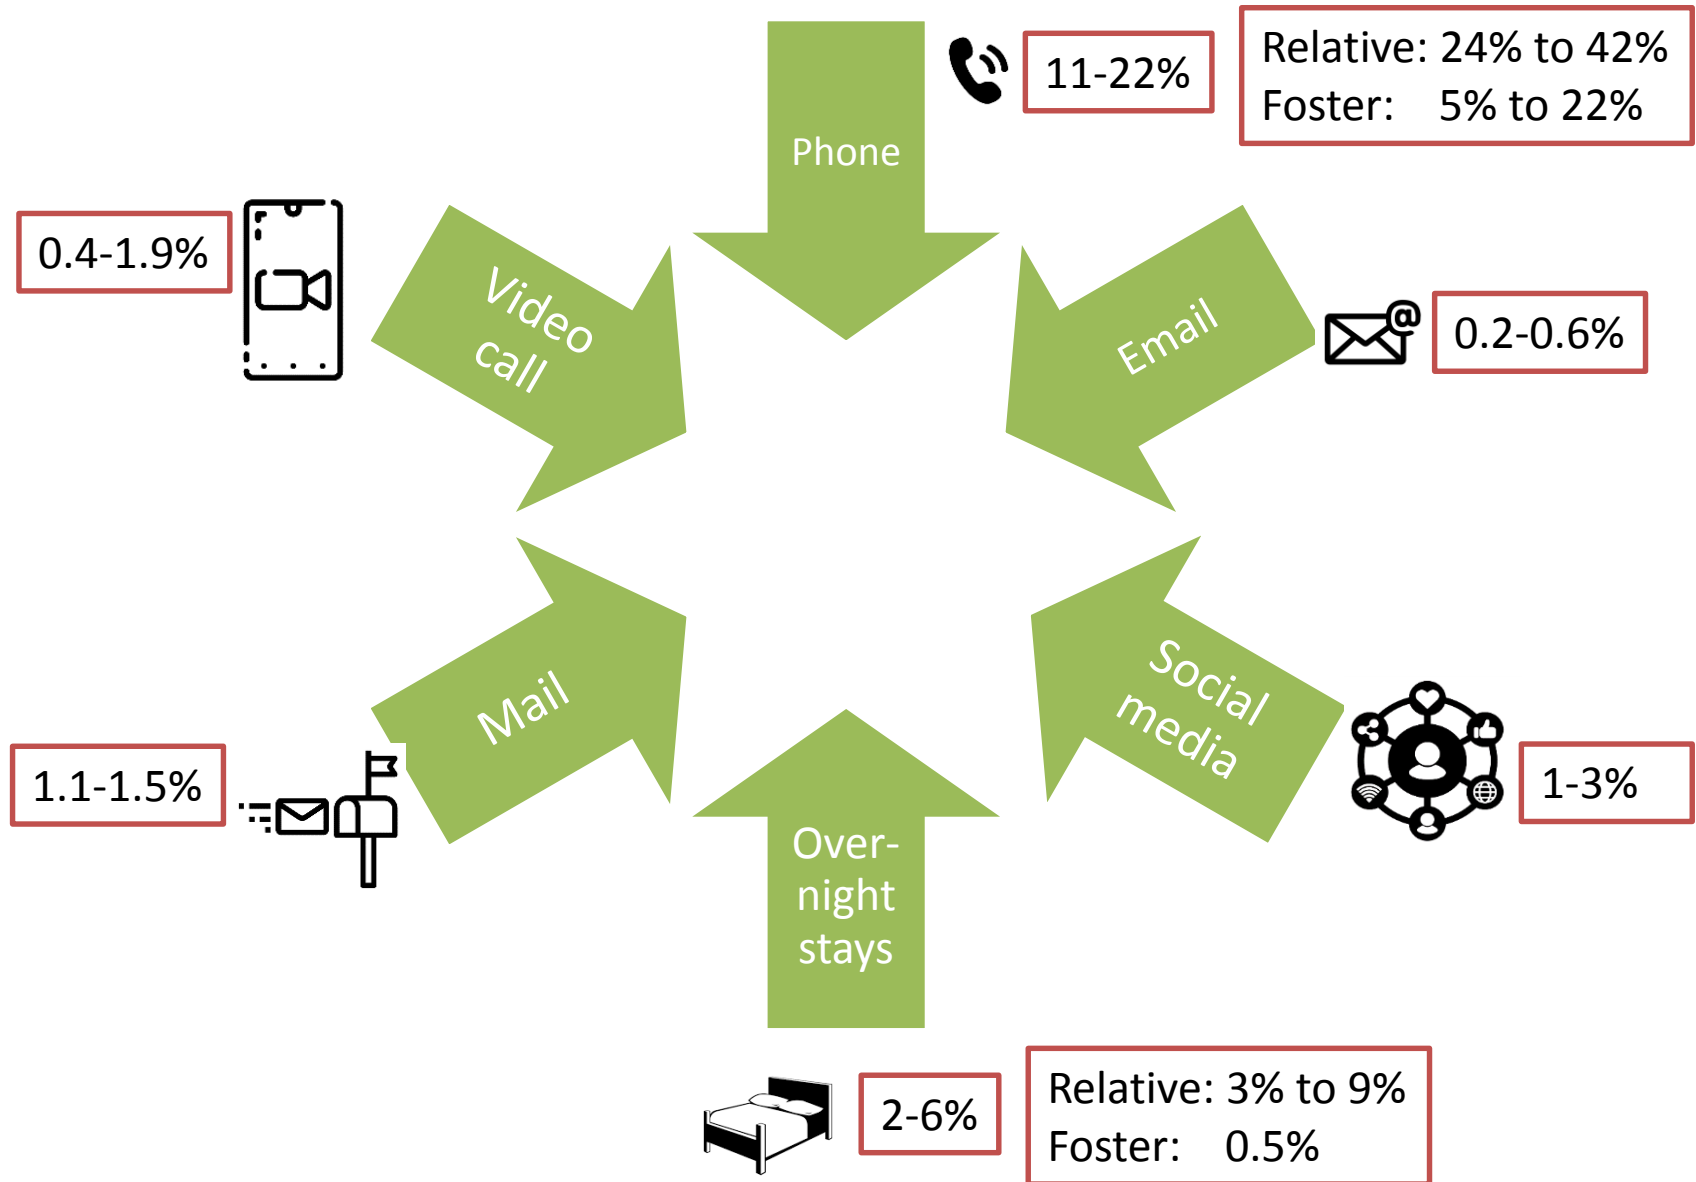 Phone
11-22%
Relative: 24% to 42%
Foster: 5% to 22%
0.4-1.9%
Video
call
Email
@
0.2-0.6%
Mail
1.1-1.5%
Social
media
1-3%
Over-
night
stays
2-6%
Relative: 3% to 9%
Foster: 0.5%